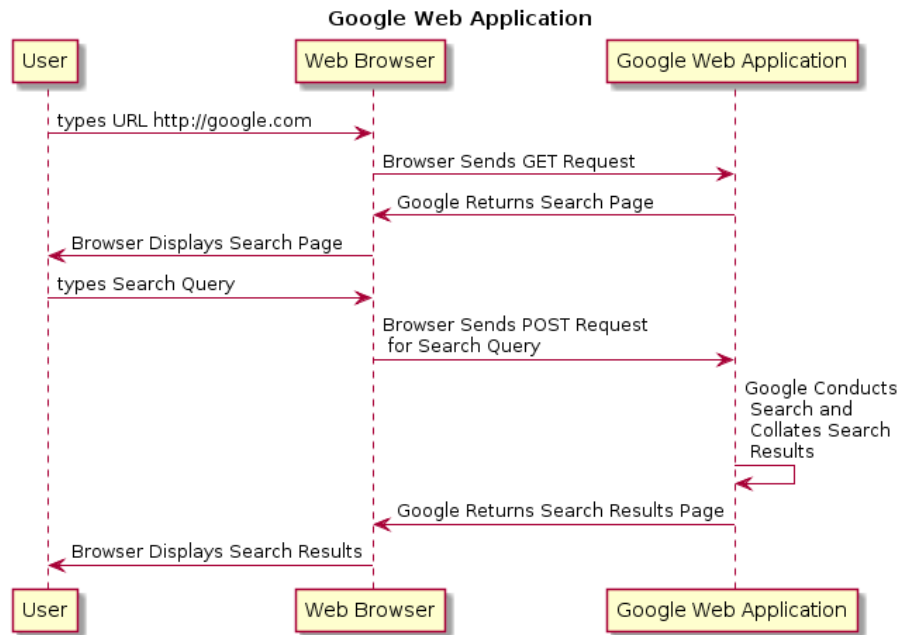 Google Web Application
User
Web Browser
Google Web Application
types URL http://google.com
Browser Sends GET Request
Google Returns Search Page
Browser Displays Search Page
types Search Query
Browser Sends POST Request
for Search Query
Google Conducts
Search and
Collates Search
Results
Google Returns Search Results Page
Browser Displays Search Results
User
Web Browser
Google Web Application